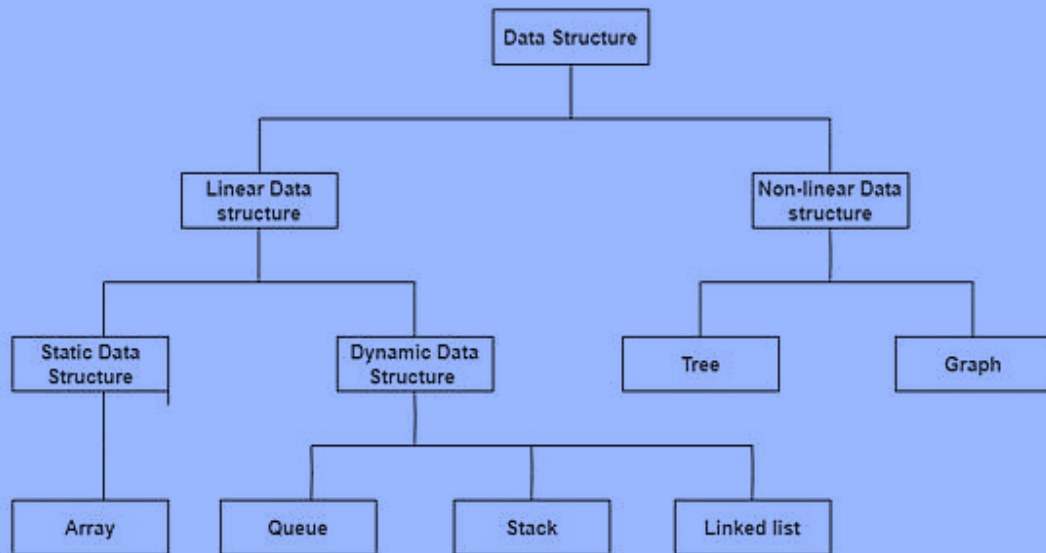 Data Structure
Linear Data
structure
Non-linear Data
structure
Static Data
Structure
Dynamic Data
Structure
Tree
Graph
Array
Queue
Stack
Linked list